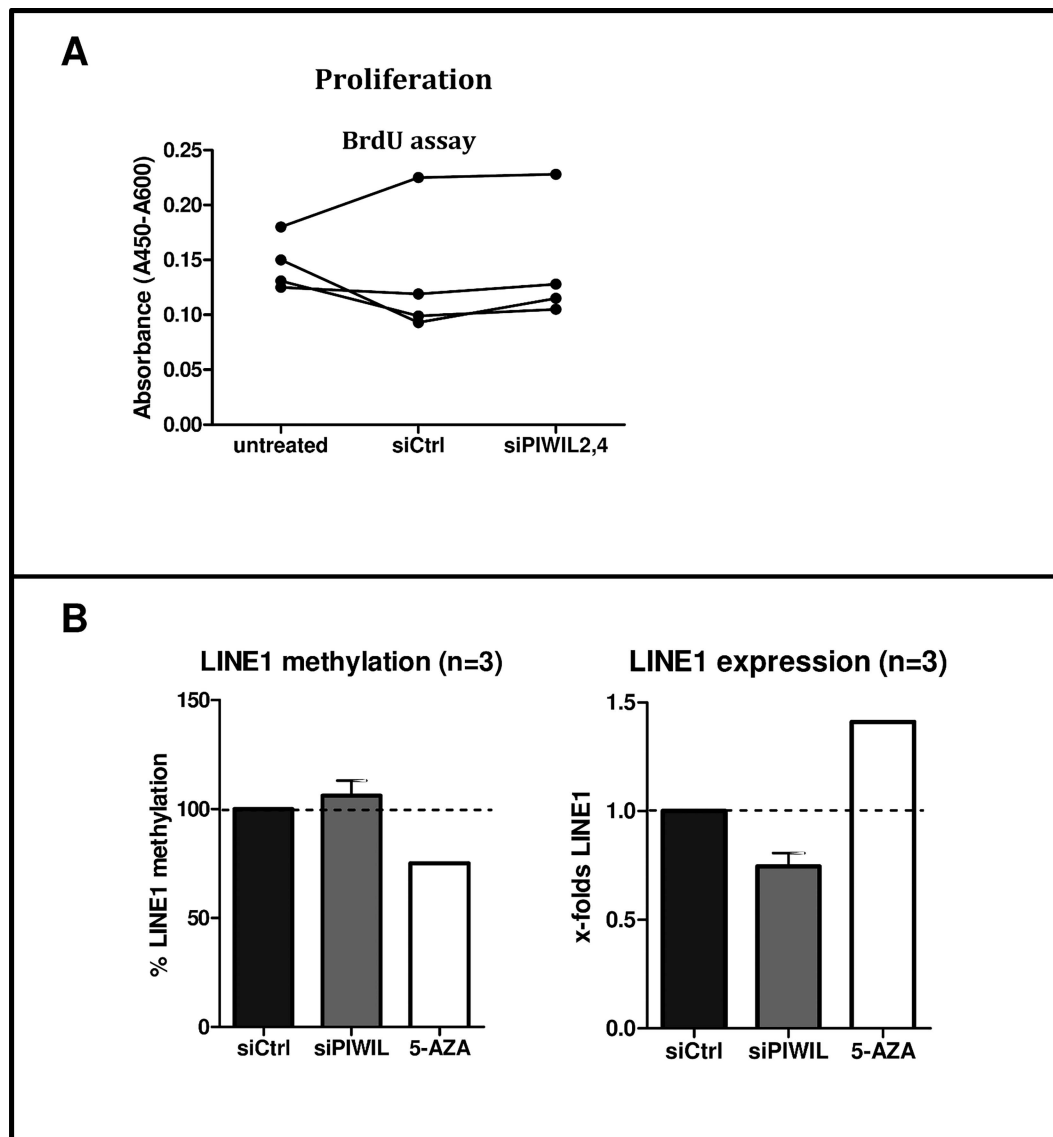 A
Proliferation
BrdU assay
Absorbance (A450-A600)
0.25
0.20
0.15
0.10
0.05
0.00
untreated siCtrl siPIWIL2,4
B
LINE1 methylation (n=3)
% LINE1 methylation
150
100
50
0
siCtrl siPIWIL 5-AZA
LINE1 expression (n=3)
x-folds LINE1
1.5
1.0
0.5
0.0
siCtrl siPIWIL 5-AZA